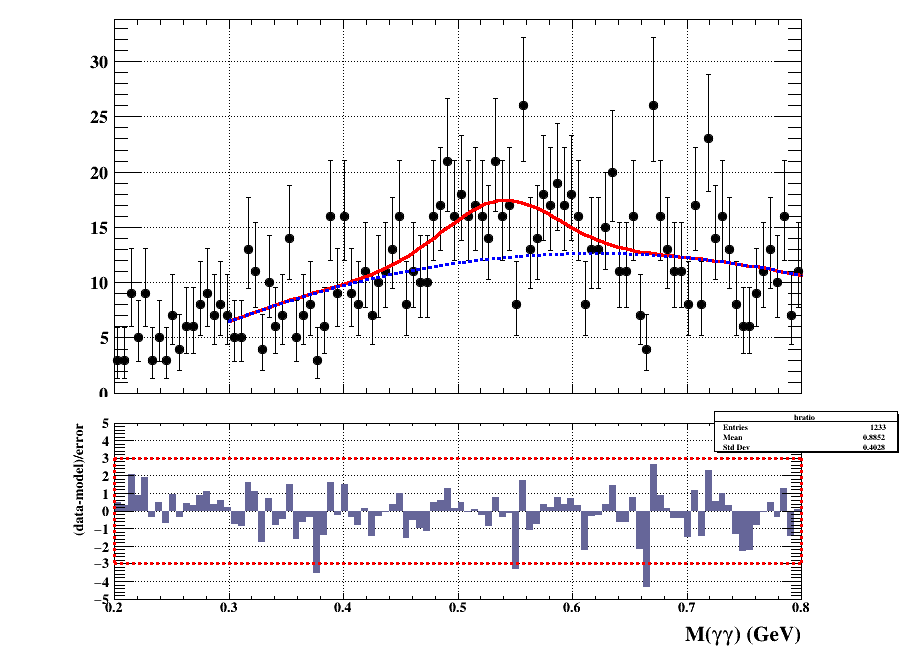 30
25
20
15
10
5
0
hratio
Entries 1233
Mean 0.8852
Std Dev 0.4028
(data-model)/error
5
4
3
2
1
0
−1
−2
−3
−4
−5
0.2 0.3 0.4 0.5 0.6 0.7 0.8
M(γγ) (GeV)